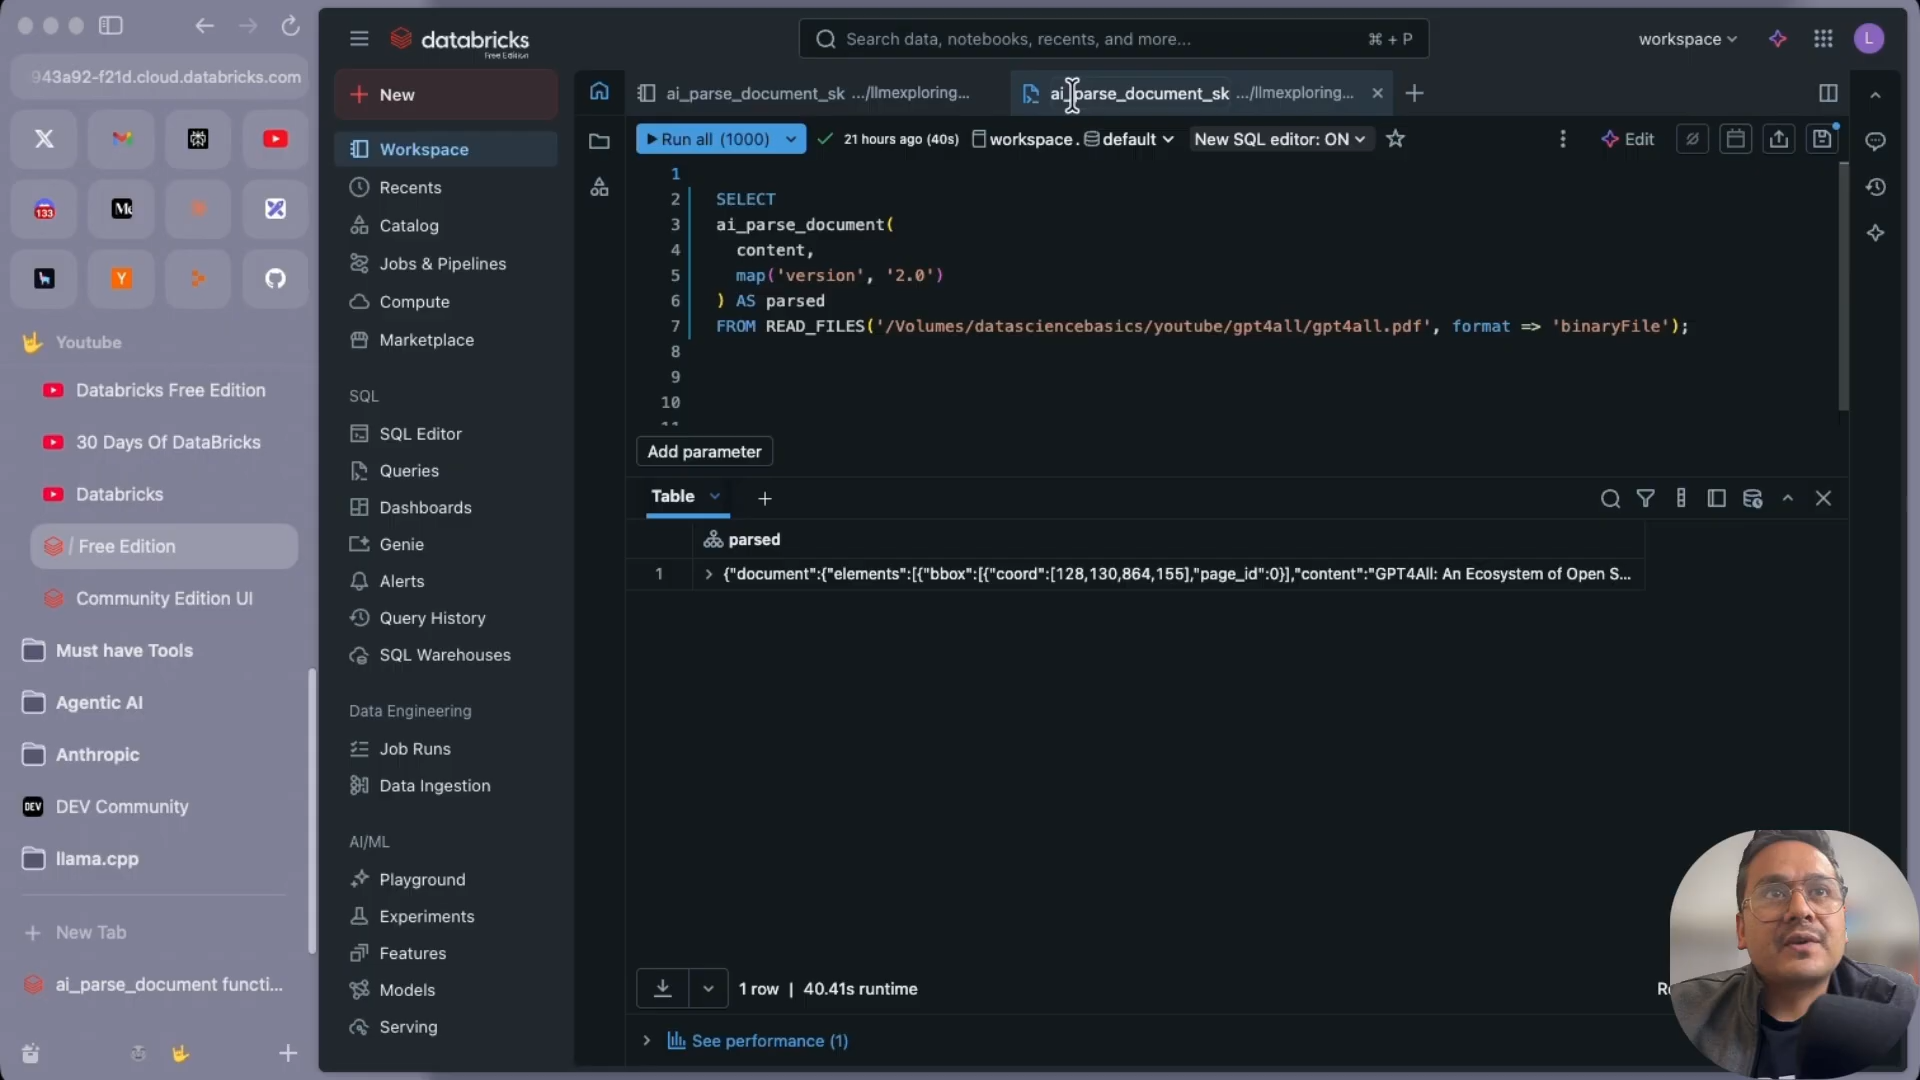 943a92-f21d.cloud.databricks.com
133
Youtube
Databricks Free Edition
30 Days Of DataBricks
Databricks
/ Free Edition
Community Edition UI
Must have Tools
Agentic AI
Anthropic
DEV
DEV Community
llama.cpp
New Tab
ai_parse_document functi...
databricks
Free Edition
Search data, notebooks, recents, and more...
⌘ + P
workspace
L
New
Workspace
Recents
Catalog
Jobs & Pipelines
Compute
Marketplace
SQL
SQL Editor
Queries
Dashboards
Genie
Alerts
Query History
SQL Warehouses
Data Engineering
Job Runs
Data Ingestion
AI/ML
Playground
Experiments
Features
Models
Serving
ai_parse_document_sk .../llmexploring...
ai_parse_document_sk .../llmexploring...
Run all (1000)
21 hours ago (40s)
workspace . default
New SQL editor: ON
Edit
1
2 SELECT
3 ai_parse_document(
4 content,
5 map('version', '2.0')
6 ) AS parsed
7 FROM READ_FILES('/Volumes/datasciencebasics/youtube/gpt4all/gpt4all.pdf', format => 'binaryFile');
8
9
10
11
Add parameter
Table
parsed
1 {"document":{"elements":[{"bbox":[{"coord":[128,130,864,155],"page_id":0}],"content":"GPT4All: An Ecosystem of Open S...
1 row | 40.41s runtime
See performance (1)